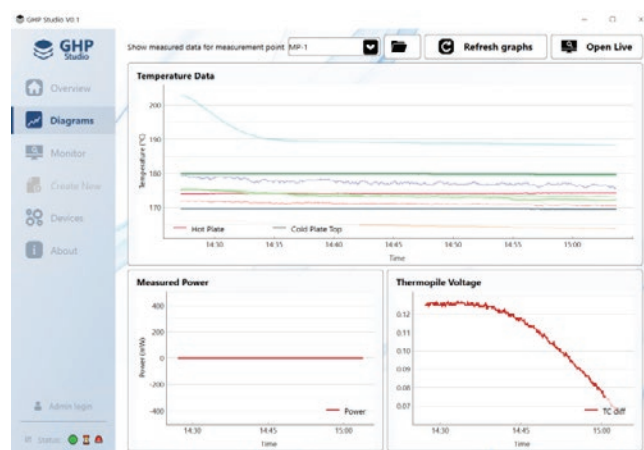 GHP Studio V0.1
GHP
Studio
Overview
Diagrams
Monitor
Create New
Devices
About
Admin login
Status:
Show measured data for measurement point
MP-1
Refresh graphs
Open Live
Temperature Data
Temperature (°C)
200
190
180
170
Hot Plate
Cold Plate Top
14:30
14:35
14:40
14:45
14:50
14:55
15:00
Time
Measured Power
Power (mW)
400
200
0
-200
-400
Power
14:30
14:45
15:00
Time
Thermopile Voltage
0.12
0.11
0.10
0.09
0.08
0.07
TC diff
14:30
14:45
15:00
Time